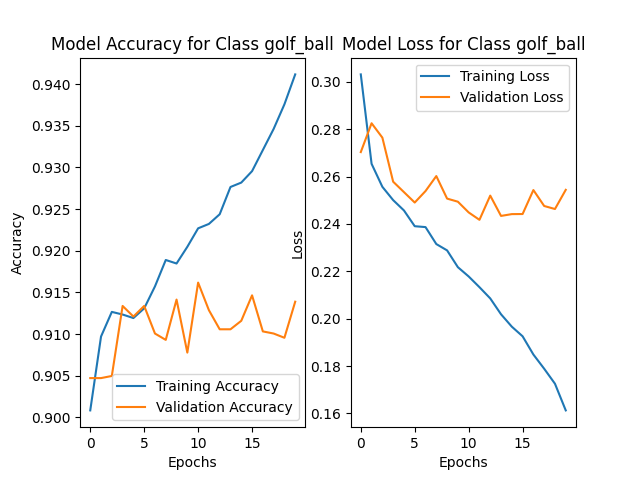 Model Accuracy for Class golf_ball
0.940
0.935
0.930
0.925
0.920
0.915
0.910
0.905
0.900
Accuracy
0
5
10
15
Epochs
Training Accuracy
Validation Accuracy
Model Loss for Class golf_ball
0.30
0.28
0.26
0.24
0.22
0.20
0.18
0.16
Loss
0
5
10
15
Epochs
Training Loss
Validation Loss